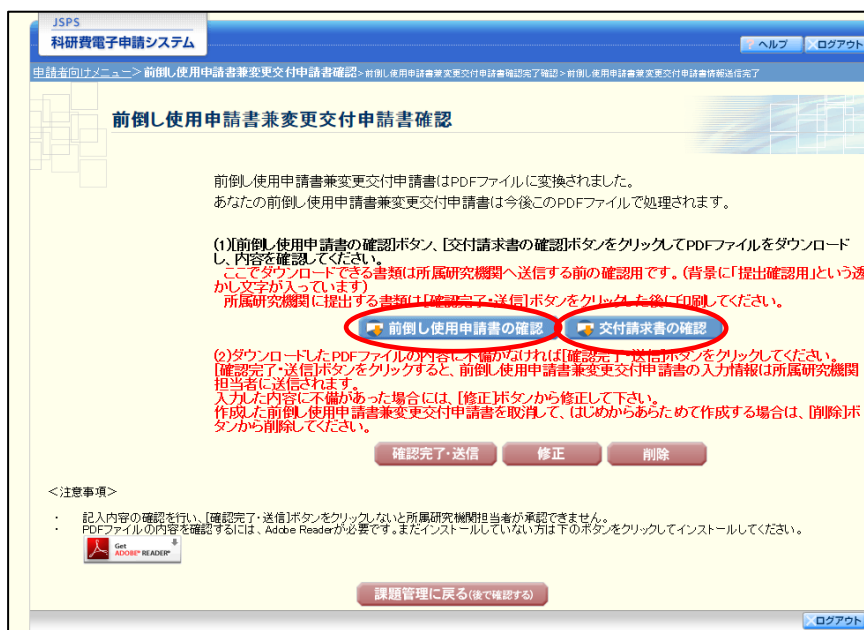 JSPS
科研費電子申請システム
ヘルプ
ログアウト
申請者向けメニュー>前倒し使用申請書兼変更交付申請書確認>前倒し使用申請書兼変更交付申請書確認完了確認>前倒し使用申請書兼変更交付申請書情報送信完了
前倒し使用申請書兼変更交付申請書確認
前倒し使用申請書兼変更交付申請書はPDFファイルに変換されました。
あなたの前倒し使用申請書兼変更交付申請書は今後このPDFファイルで処理されます。
(1)[前倒し使用申請書の確認]ボタン、[交付請求書の確認]ボタンをクリックしてPDFファイルをダウンロード
し、内容を確認してください。
ここでダウンロードできる書類は所属研究機関へ送信する前の確認用です。(背景に「提出確認用」という透
かし文字が入っています)
所属研究機関に提出する書類は[確認完了・送信]ボタンをクリックした後に印刷してください。
前倒し使用申請書の確認
交付請求書の確認
(2)ダウンロードしたPDFファイルの内容に不備がなければ[確認完了・送信]ボタンをクリックしてください。
[確認完了・送信]ボタンをクリックすると、前倒し使用申請書兼変更交付申請書の入力情報は所属研究機関
担当者に送信されます。
入力した内容に不備があった場合には、[修正]ボタンから修正して下さい。
作成した前倒し使用申請書兼変更交付申請書を取消して、はじめからあらためて作成する場合は、[削除]ボ
タンから削除してください。
確認完了・送信
修正
削除
<注意事項>
・ 記入内容の確認を行い、[確認完了・送信]ボタンをクリックしないと所属研究機関担当者が承認できません。
・ PDFファイルの内容を確認するには、Adobe Readerが必要です。まだインストールしていない方は下のボタンをクリックしてインストールしてください。
Get
ADOBE® READER®
課題管理に戻る(後で確認する)
ログアウト